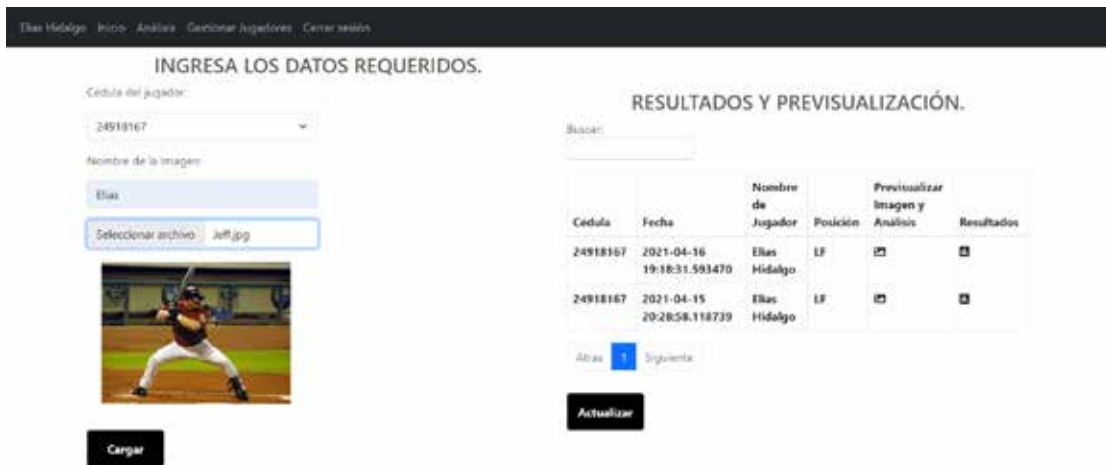 Elias Hidalgo Inicio Análisis Gestionar Jugadores Cerrar sesión
INGRESA LOS DATOS REQUERIDOS.
Cédula del jugador:
24918167
Nombre de la imagen
Elias
Seleccionar archivo Jeff.jpg
Cargar
RESULTADOS Y PREVISUALIZACIÓN.
Buscar:
Cédula Fecha Nombre de Jugador Posición Previsualizar Imagen y Análisis Resultados
24918167 2021-04-16 19:18:31.593470 Elias Hidalgo LF
24918167 2021-04-15 20:28:58.118739 Elias Hidalgo LF
Atras 1 Siguiente
Actualizar